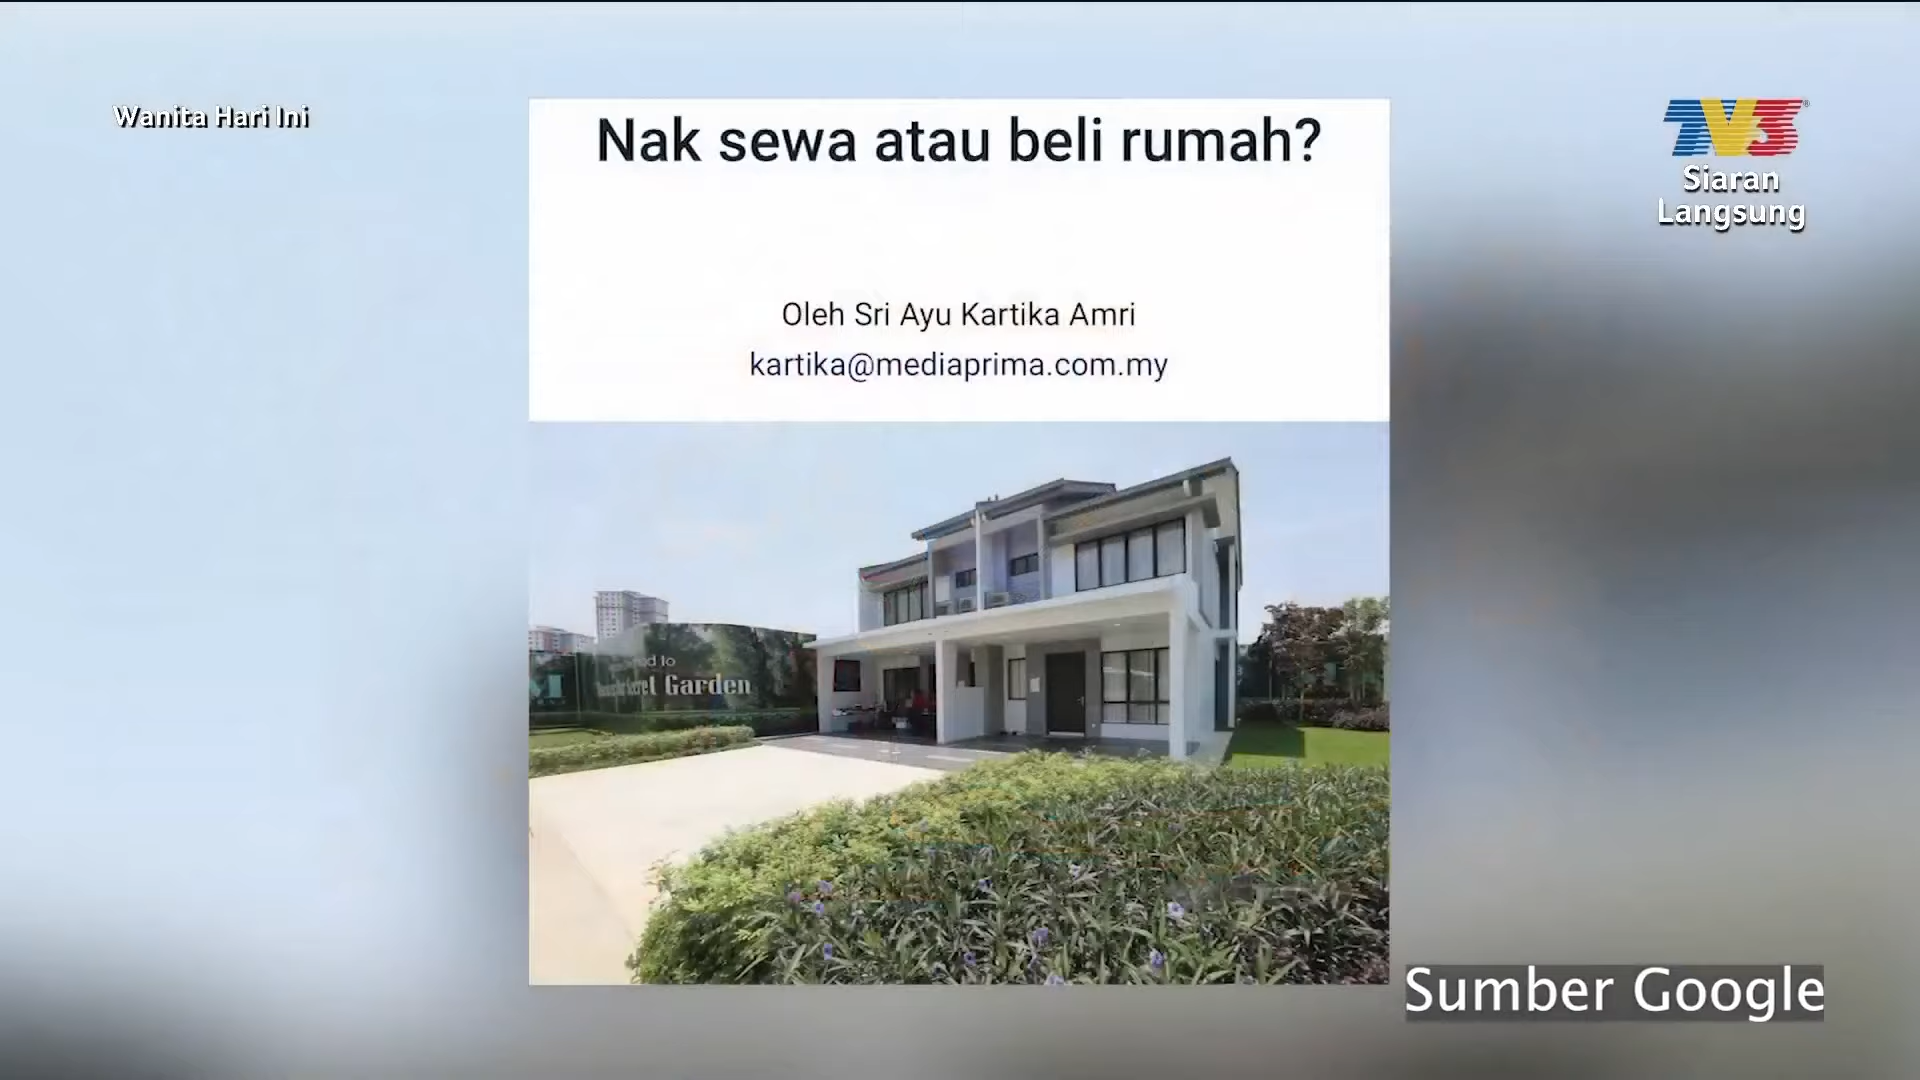 Wanita Hari Ini
TV3
Siaran
Langsung
Nak sewa atau beli rumah?
Oleh Sri Ayu Kartika Amri
kartika@mediaprima.com.my
to
Garden
Sumber Google